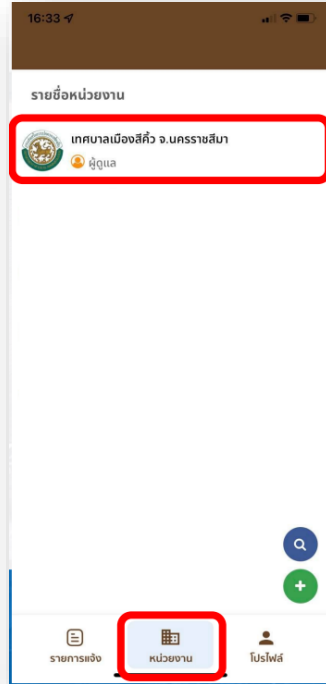 16:33
รายชื่อหน่วยงาน
เทศบาลเมืองสีคิ้ว จ.นครราชสีมา
ผู้ดูแล
รายการแจ้ง
หน่วยงาน
โปรไฟล์